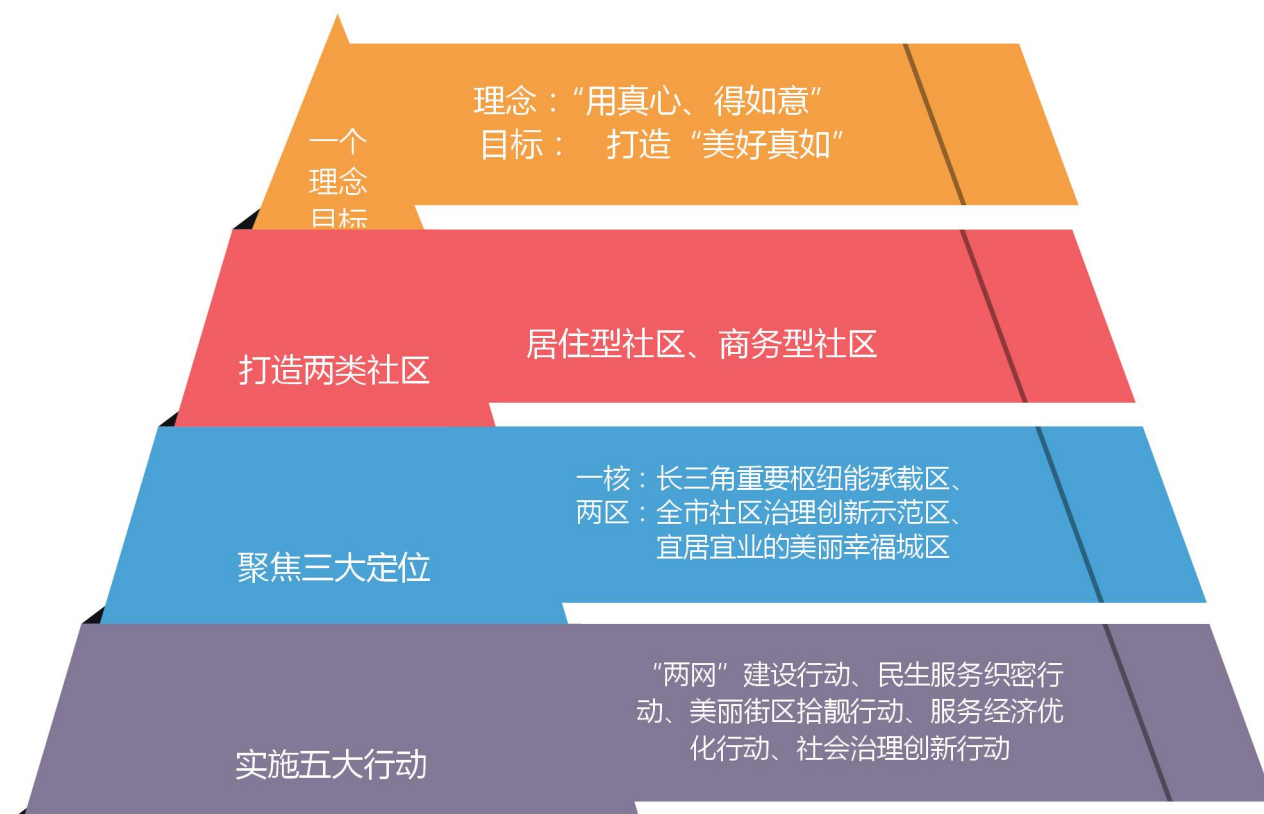 一个
理念
目标
理念：“用真心、得如意”
目标： 打造“美好真如”
打造两类社区
居住型社区、商务型社区
聚焦三大定位
一核：长三角重要枢纽能承载区、
两区：全市社区治理创新示范区、
宜居宜业的美丽幸福城区
实施五大行动
“两网”建设行动、民生服务织密行
动、美丽街区拾靓行动、服务经济优
化行动、社会治理创新行动